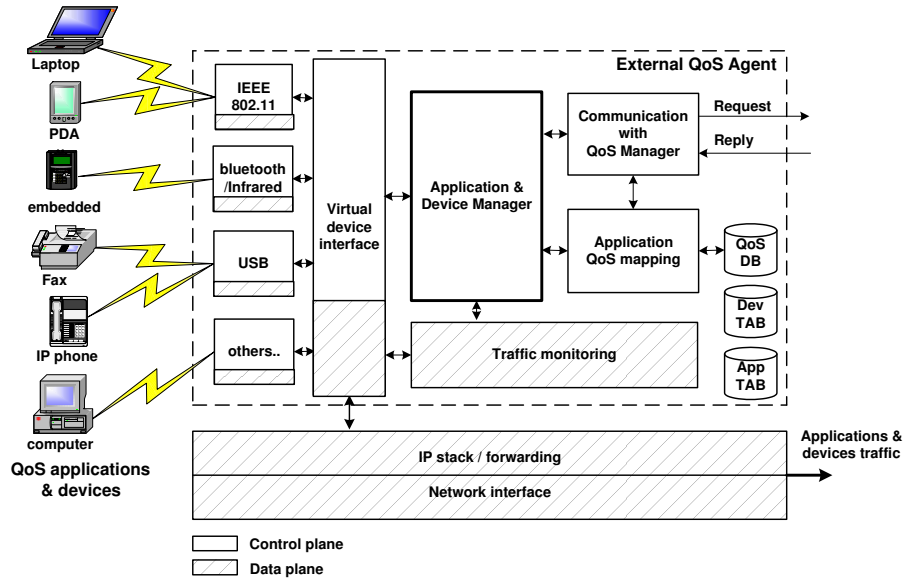 Laptop
PDA
embedded
Fax
IP phone
computer
QoS applications
& devices
External QoS Agent
IEEE
802.11
bluetooth
/Infrared
USB
others..
Virtual
device
interface
Application &
Device Manager
Communication
with
QoS Manager
Request
Reply
Application
QoS mapping
QoS
DB
Dev
TAB
App
TAB
Traffic monitoring
IP stack / forwarding
Network interface
Applications &
devices traffic
Control plane
Data plane